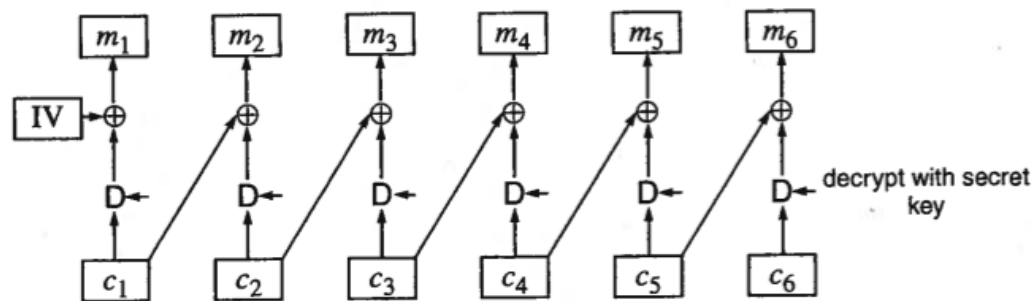 m₁ m₂ m₃ m₄ m₅ m₆
IV
D D D D D D decrypt with secret
key
c₁ c₂ c₃ c₄ c₅ c₆